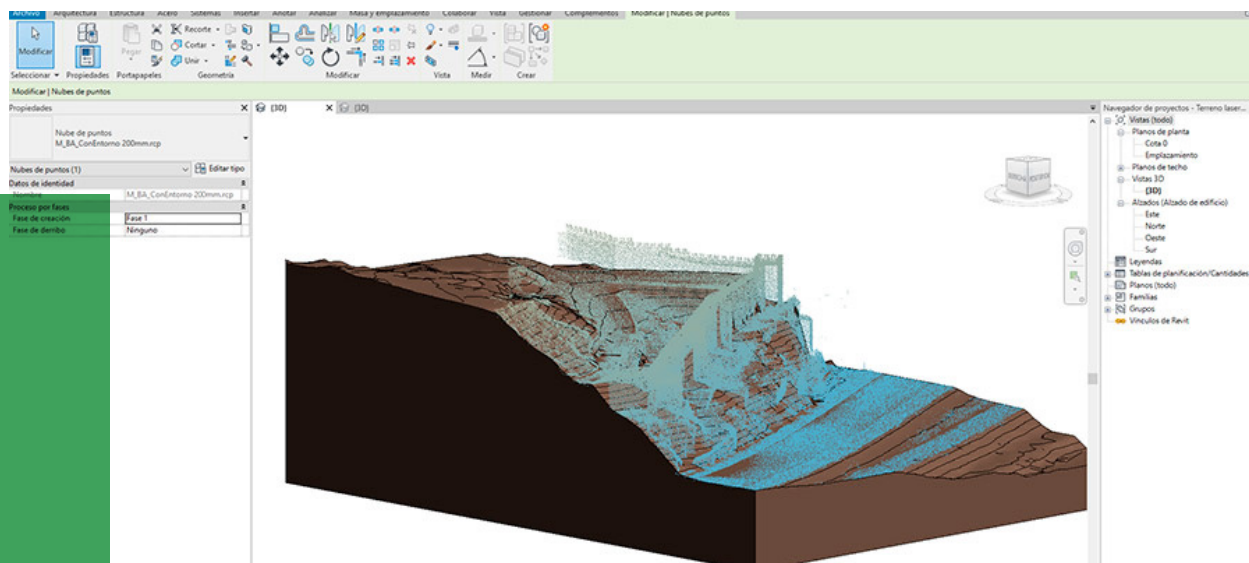 Archivo Arquitectura Estructura Acero Sistemas Insertar Anotar Analizar Masa y emplazamiento Colaborar Vista Gestionar Complementos Modificar | Nubes de puntos
Modificar
Pegar
Recorte
Cortar
Unir
Seleccionar Propiedades Portapapeles Geometría Modificar Vista Medir Crear
Modificar | Nubes de puntos
Propiedades
Nube de puntos
M_BA_ConEntorno 200mm.rcp
Nubes de puntos (1)
Editar tipo
Datos de identidad
Nombre M_BA_ConEntorno 200mm.rcp
Proceso por fases
Fase de creación Fase 1
Fase de derribo Ninguno
{3D} {3D}
Navegador de proyectos - Terreno laser...
Vistas (todo)
Planos de planta
Cota 0
Emplazamiento
Planos de techo
Vistas 3D
{3D}
Alzados (Alzado de edificio)
Este
Norte
Oeste
Sur
Leyendas
Tablas de planificación/Cantidades
Planos (todo)
Familias
Grupos
Vínculos de Revit